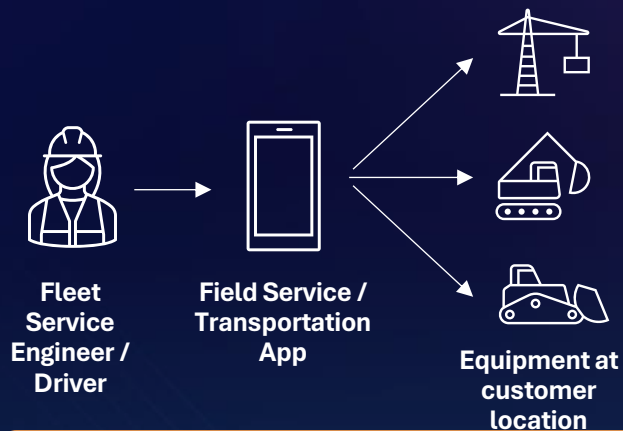 Fleet
Service
Engineer /
Driver
Field Service /
Transportation
App
Equipment at
customer
location